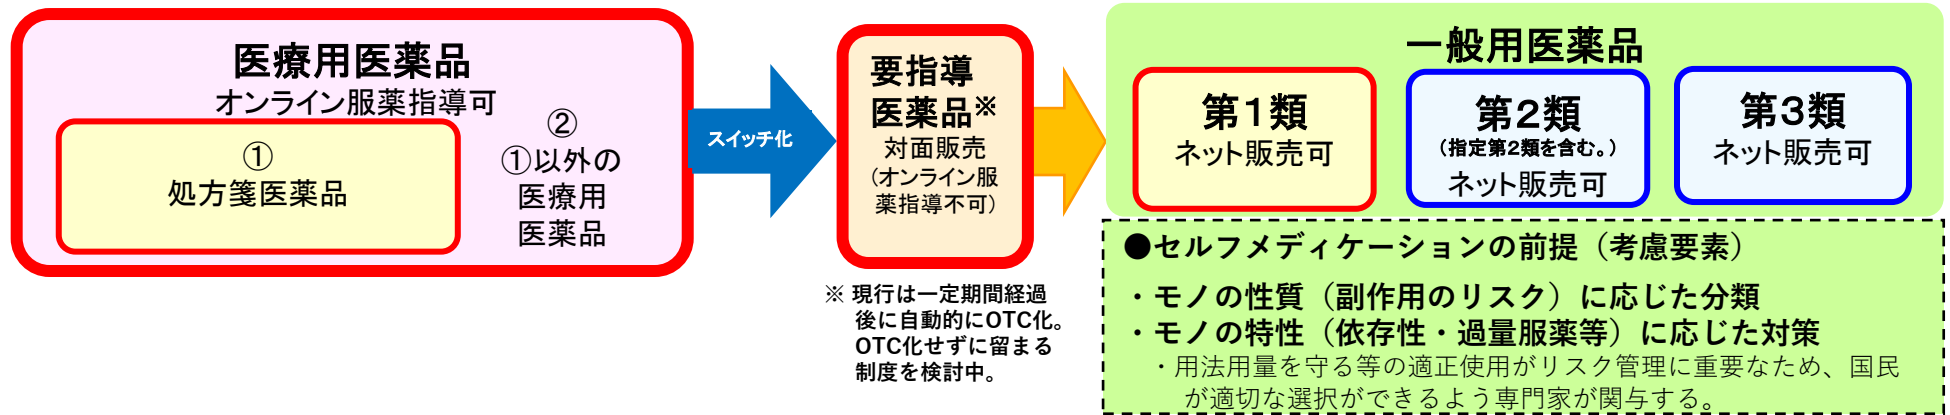 医療用医薬品
オンライン服薬指導可
①
処方箋医薬品
②
①以外の
医療用
医薬品
スイッチ化
要指導
医薬品※
対面販売
(オンライン服
薬指導不可)
※ 現行は一定期間経過
後に自動的にOTC化。
OTC化せずに留まる
制度を検討中。
一般用医薬品
第1類
ネット販売可
第2類
(指定第2類を含む。)
ネット販売可
第3類
ネット販売可
●セルフメディケーションの前提（考慮要素）
・モノの性質（副作用のリスク）に応じた分類
・モノの特性（依存性・過量服薬等）に応じた対策
・用法用量を守る等の適正使用がリスク管理に重要なため、国民
が適切な選択ができるよう専門家が関与する。